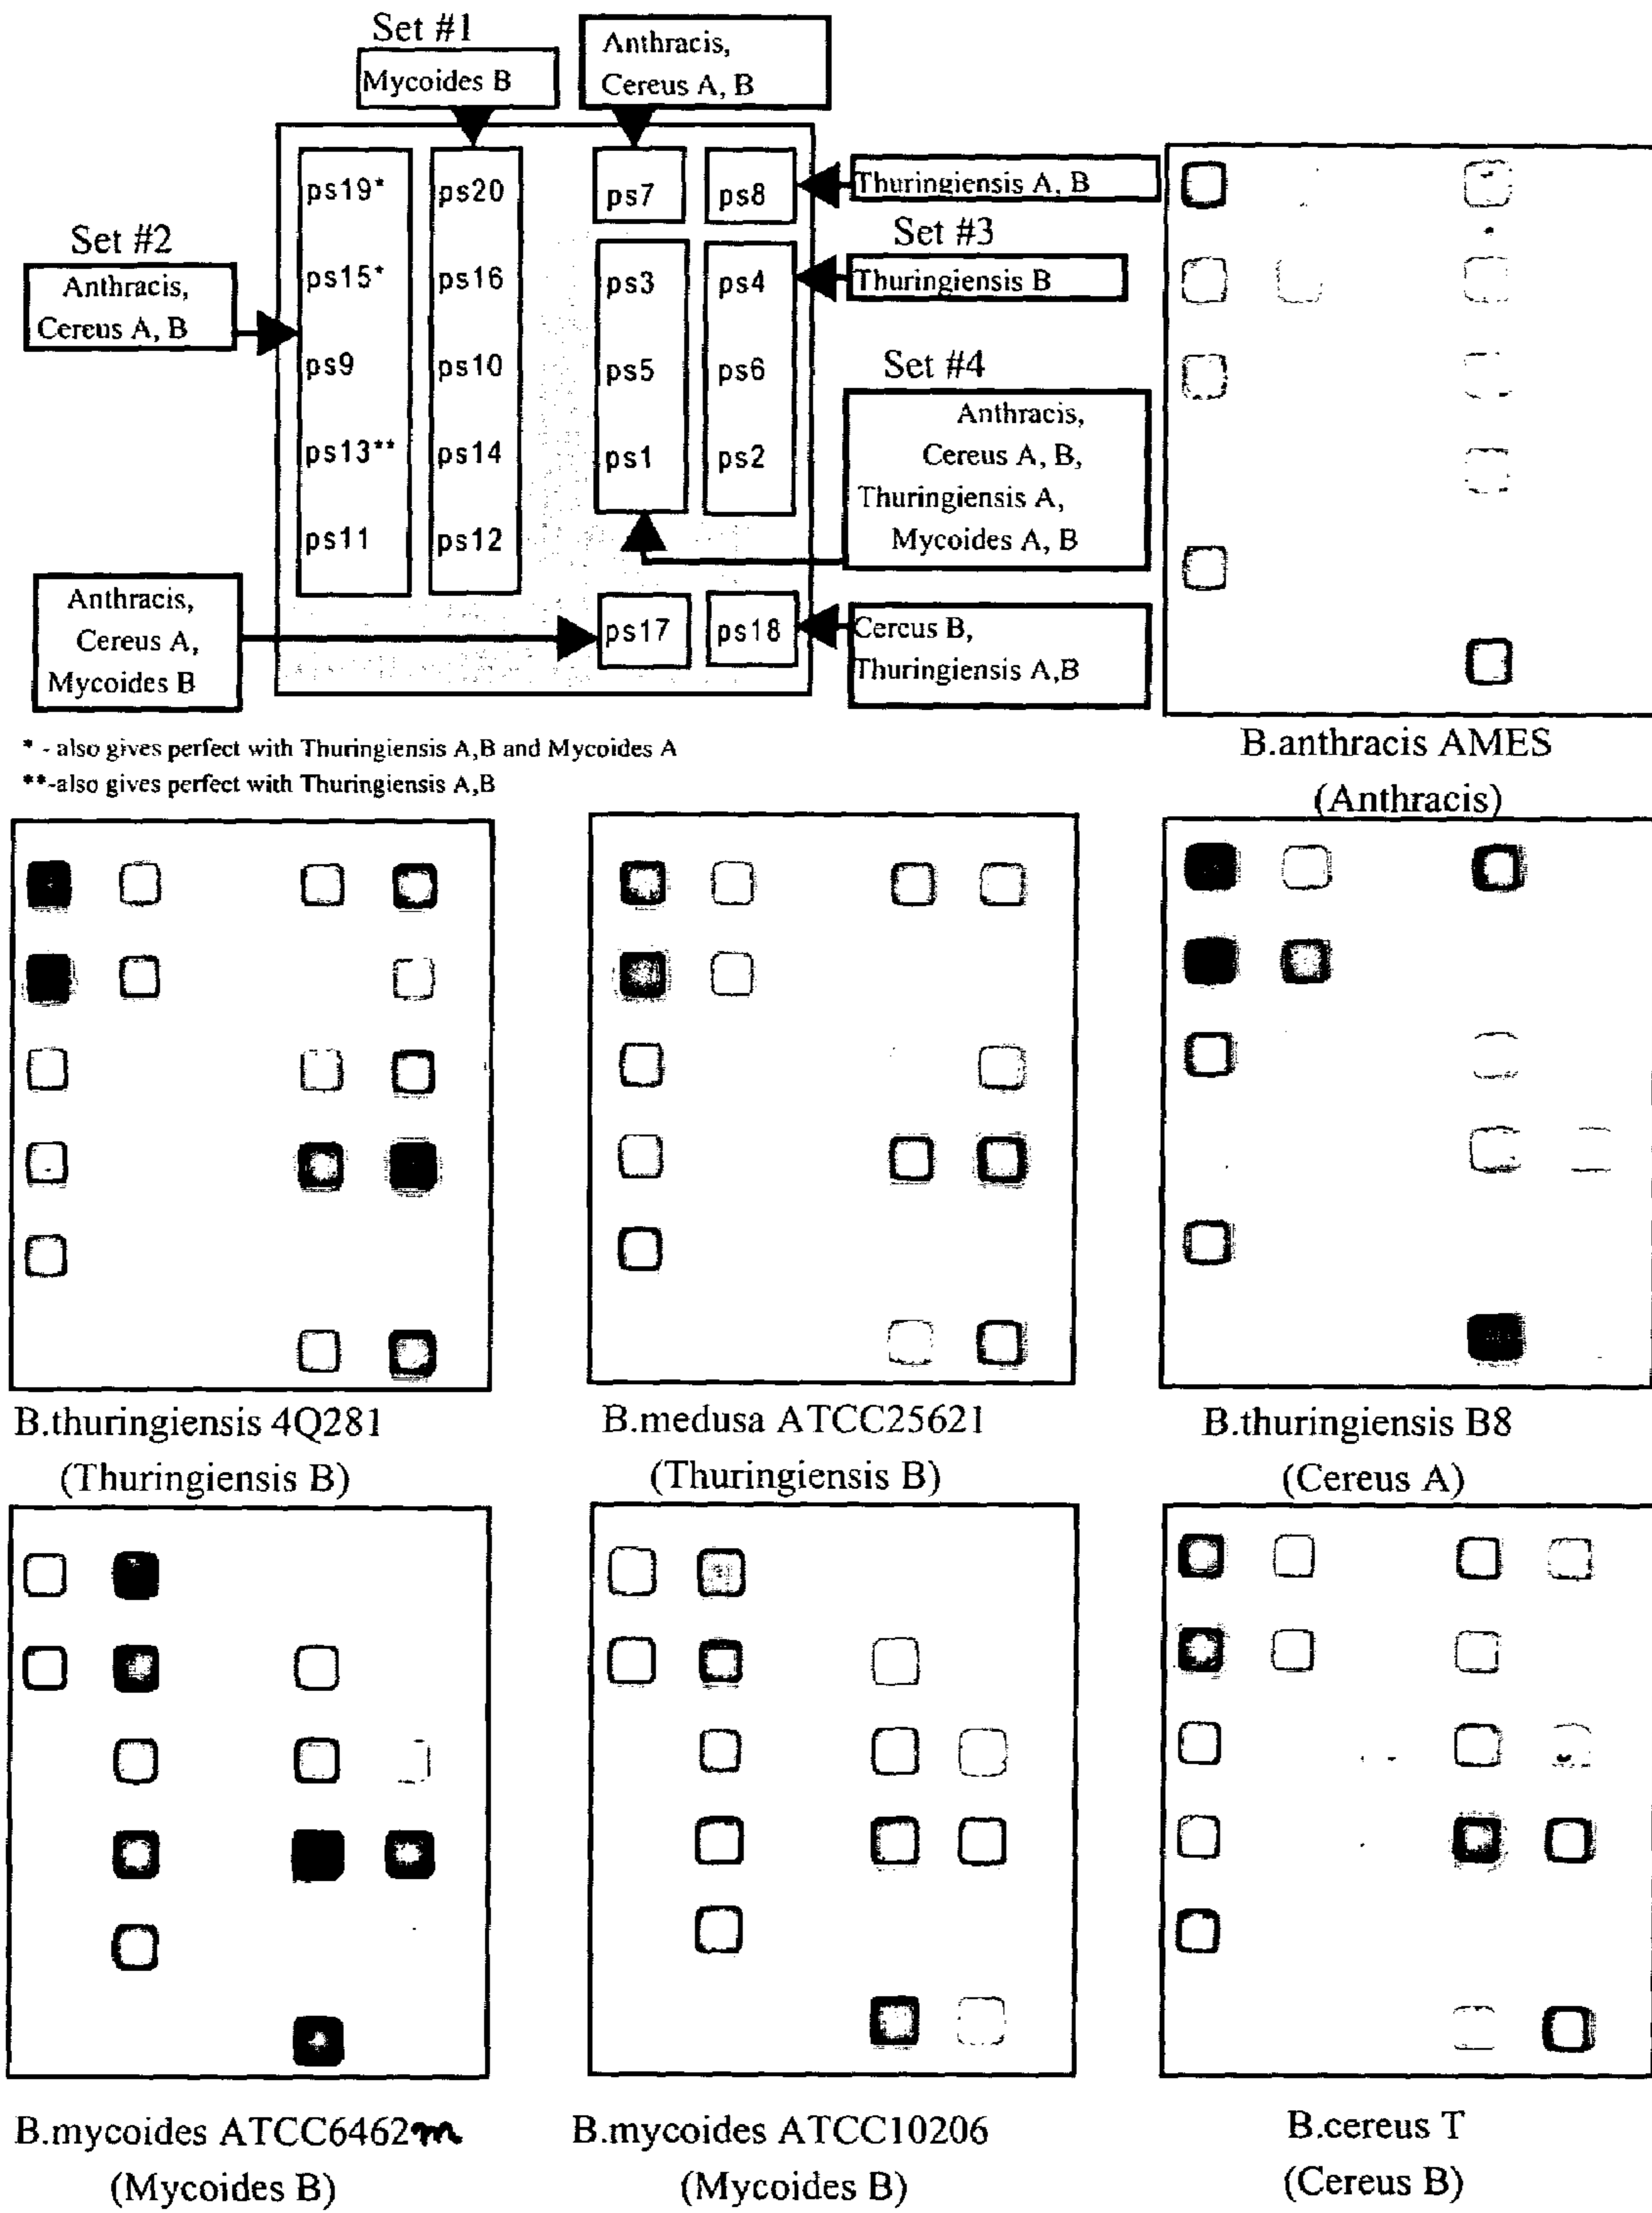 Set #1
Mycoides B
Anthracis,
Cereus A, B
ps19*
ps20
ps7
ps8
Thuringiensis A, B
Set #2
Anthracis,
Cereus A, B
ps15*
ps16
ps3
ps4
Set #3
Thuringiensis B
ps9
ps10
ps5
ps6
Set #4
Anthracis,
Cereus A, B,
Thuringiensis A,
Mycoides A, B
ps13**
ps14
ps1
ps2
ps11
ps12
Anthracis,
Cereus A,
Mycoides B
ps17
ps18
Cereus B,
Thuringiensis A,B
* - also gives perfect with Thuringiensis A,B and Mycoides A
**-also gives perfect with Thuringiensis A,B
B.anthracis AMES
(Anthracis)
B.thuringiensis 4Q281
(Thuringiensis B)
B.medusa ATCC25621
(Thuringiensis B)
B.thuringiensis B8
(Cereus A)
B.mycoides ATCC6462m
(Mycoides B)
B.mycoides ATCC10206
(Mycoides B)
B.cereus T
(Cereus B)